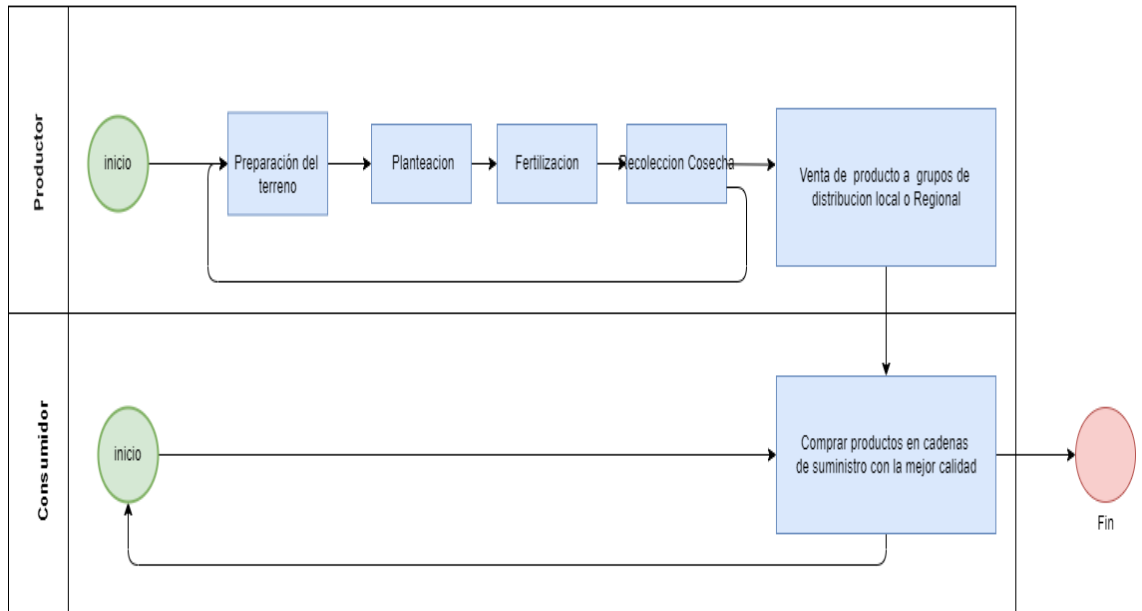 Productor
inicio
Preparación del
terreno
Planteacion
Fertilizacion
Recoleccion Cosecha
Venta de producto a grupos de
distribucion local o Regional
Consumidor
inicio
Comprar productos en cadenas
de suministro con la mejor calidad
Fin